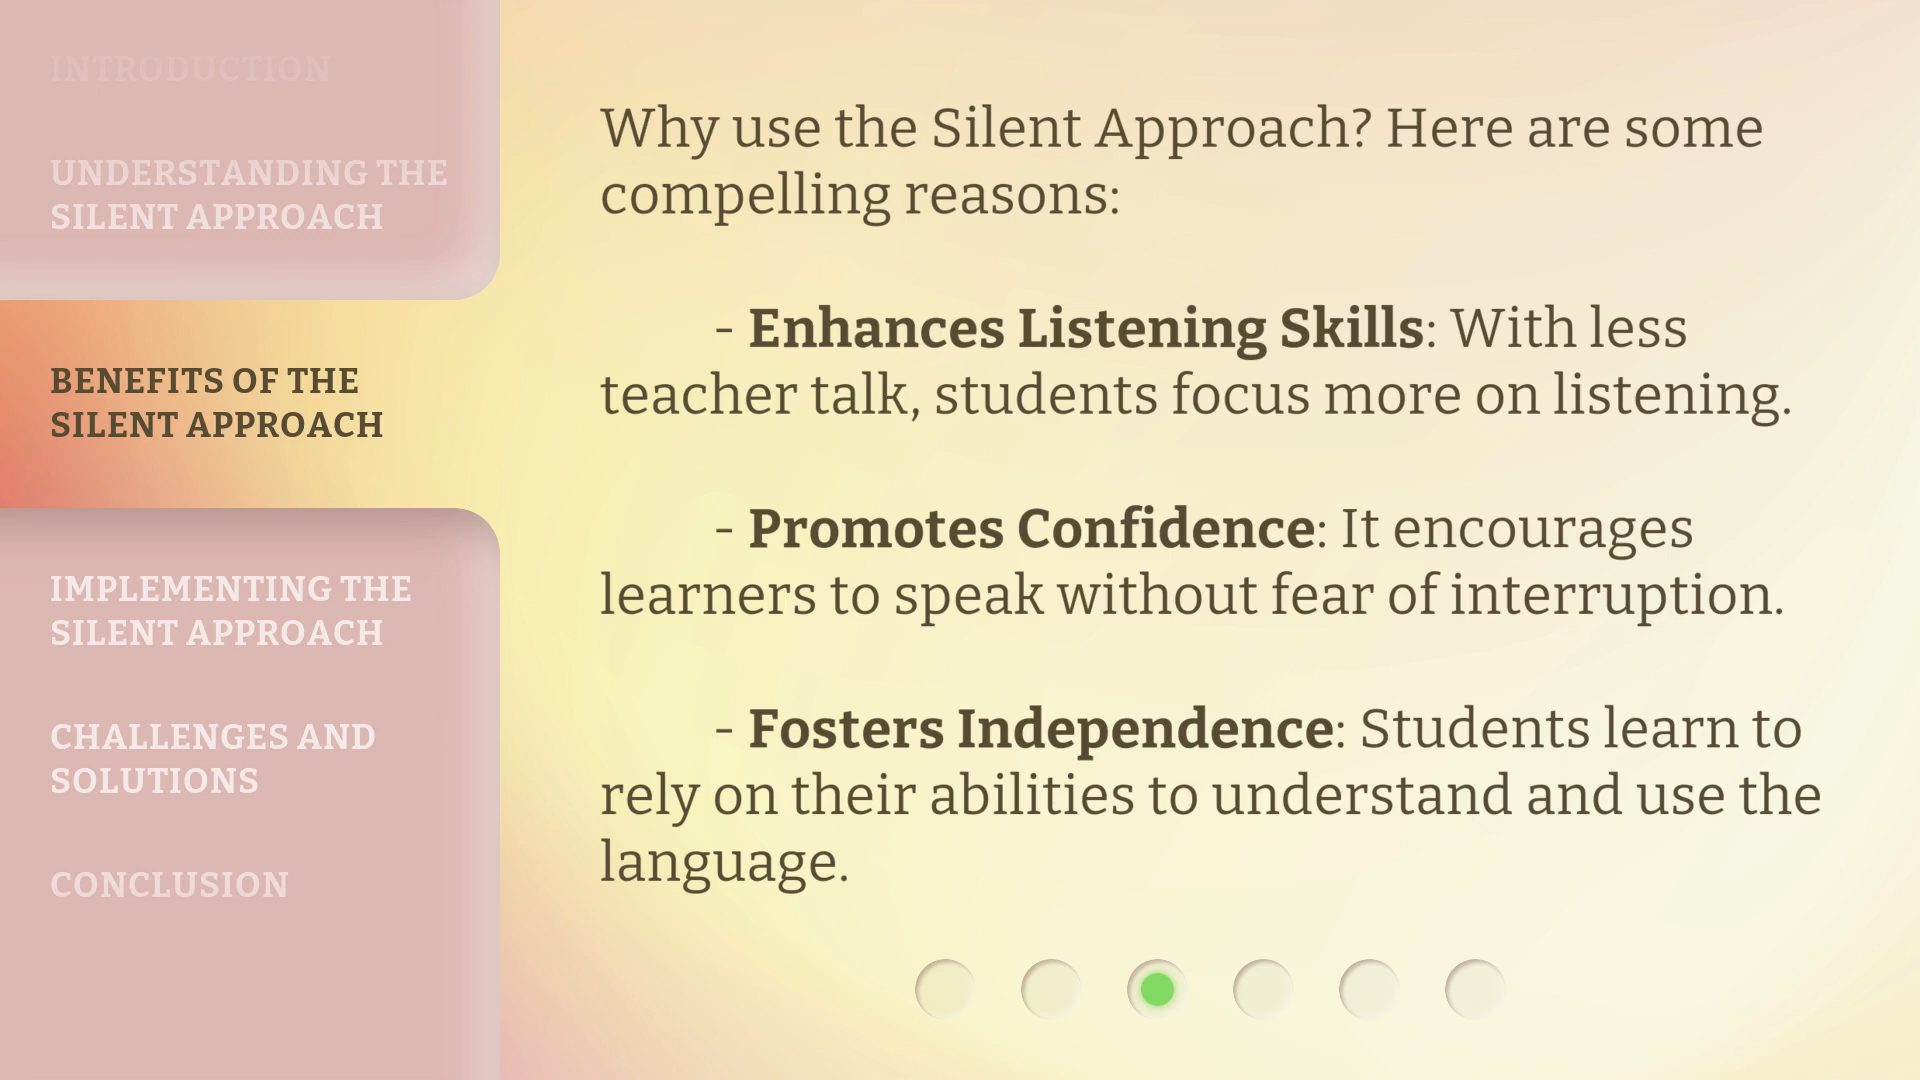 INTRODUCTION
UNDERSTANDING THE
SILENT APPROACH
BENEFITS OF THE
SILENT APPROACH
IMPLEMENTING THE
SILENT APPROACH
CHALLENGES AND
SOLUTIONS
CONCLUSION
Why use the Silent Approach? Here are some
compelling reasons:
- Enhances Listening Skills: With less
teacher talk, students focus more on listening.
- Promotes Confidence: It encourages
learners to speak without fear of interruption.
- Fosters Independence: Students learn to
rely on their abilities to understand and use the
language.